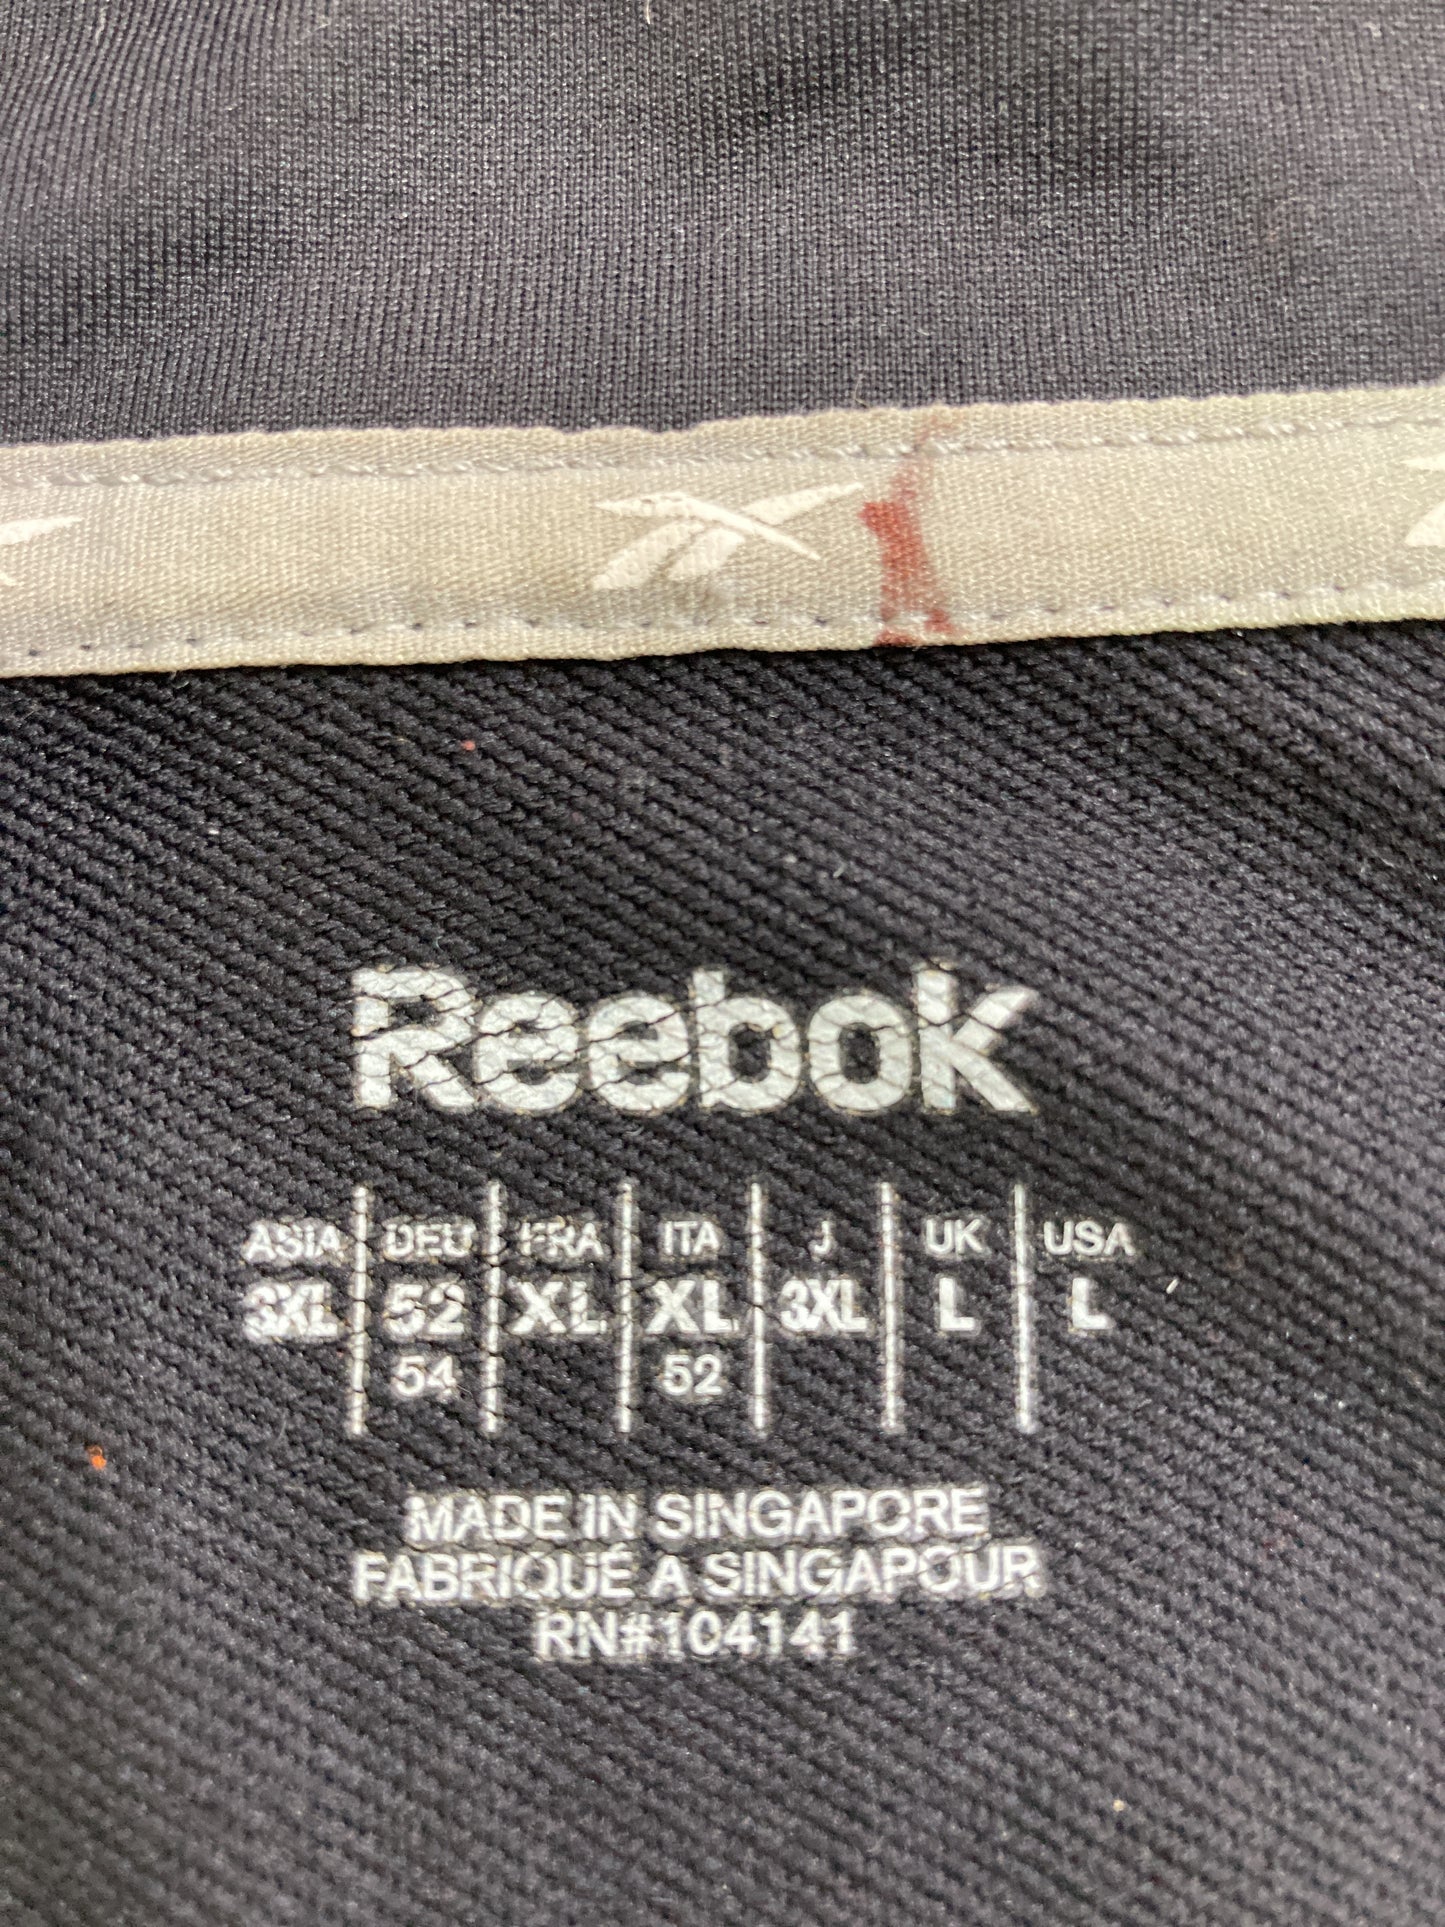 Reebok
ASIA DEU FRA ITA J UK USA
3XL 52 XL XL 3XL L L
54 52
MADE IN SINGAPORE
FABRIQUÉ A SINGAPOUR
RN#104141